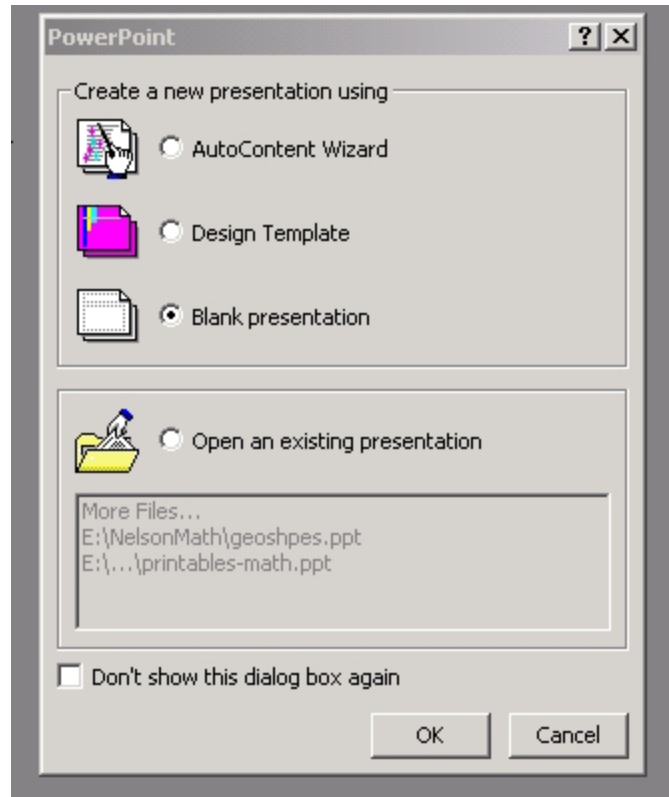 PowerPoint
Create a new presentation using
AutoContent Wizard
Design Template
Blank presentation
Open an existing presentation
More Files...
E:\NelsonMath\geoshpes.ppt
E:\...\printables-math.ppt
Don't show this dialog box again
OK Cancel